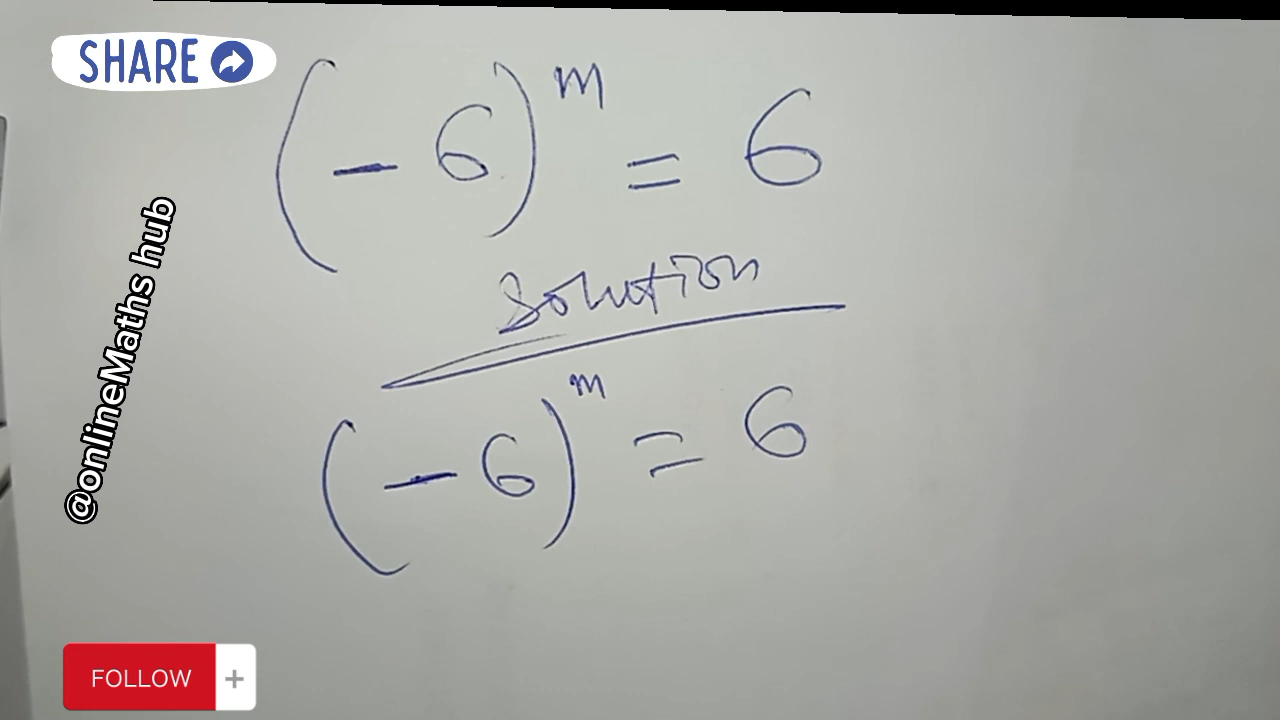 SHARE
(-6)^m = 6
Solution
(-6)^m = 6
@onlineMaths hub
FOLLOW +